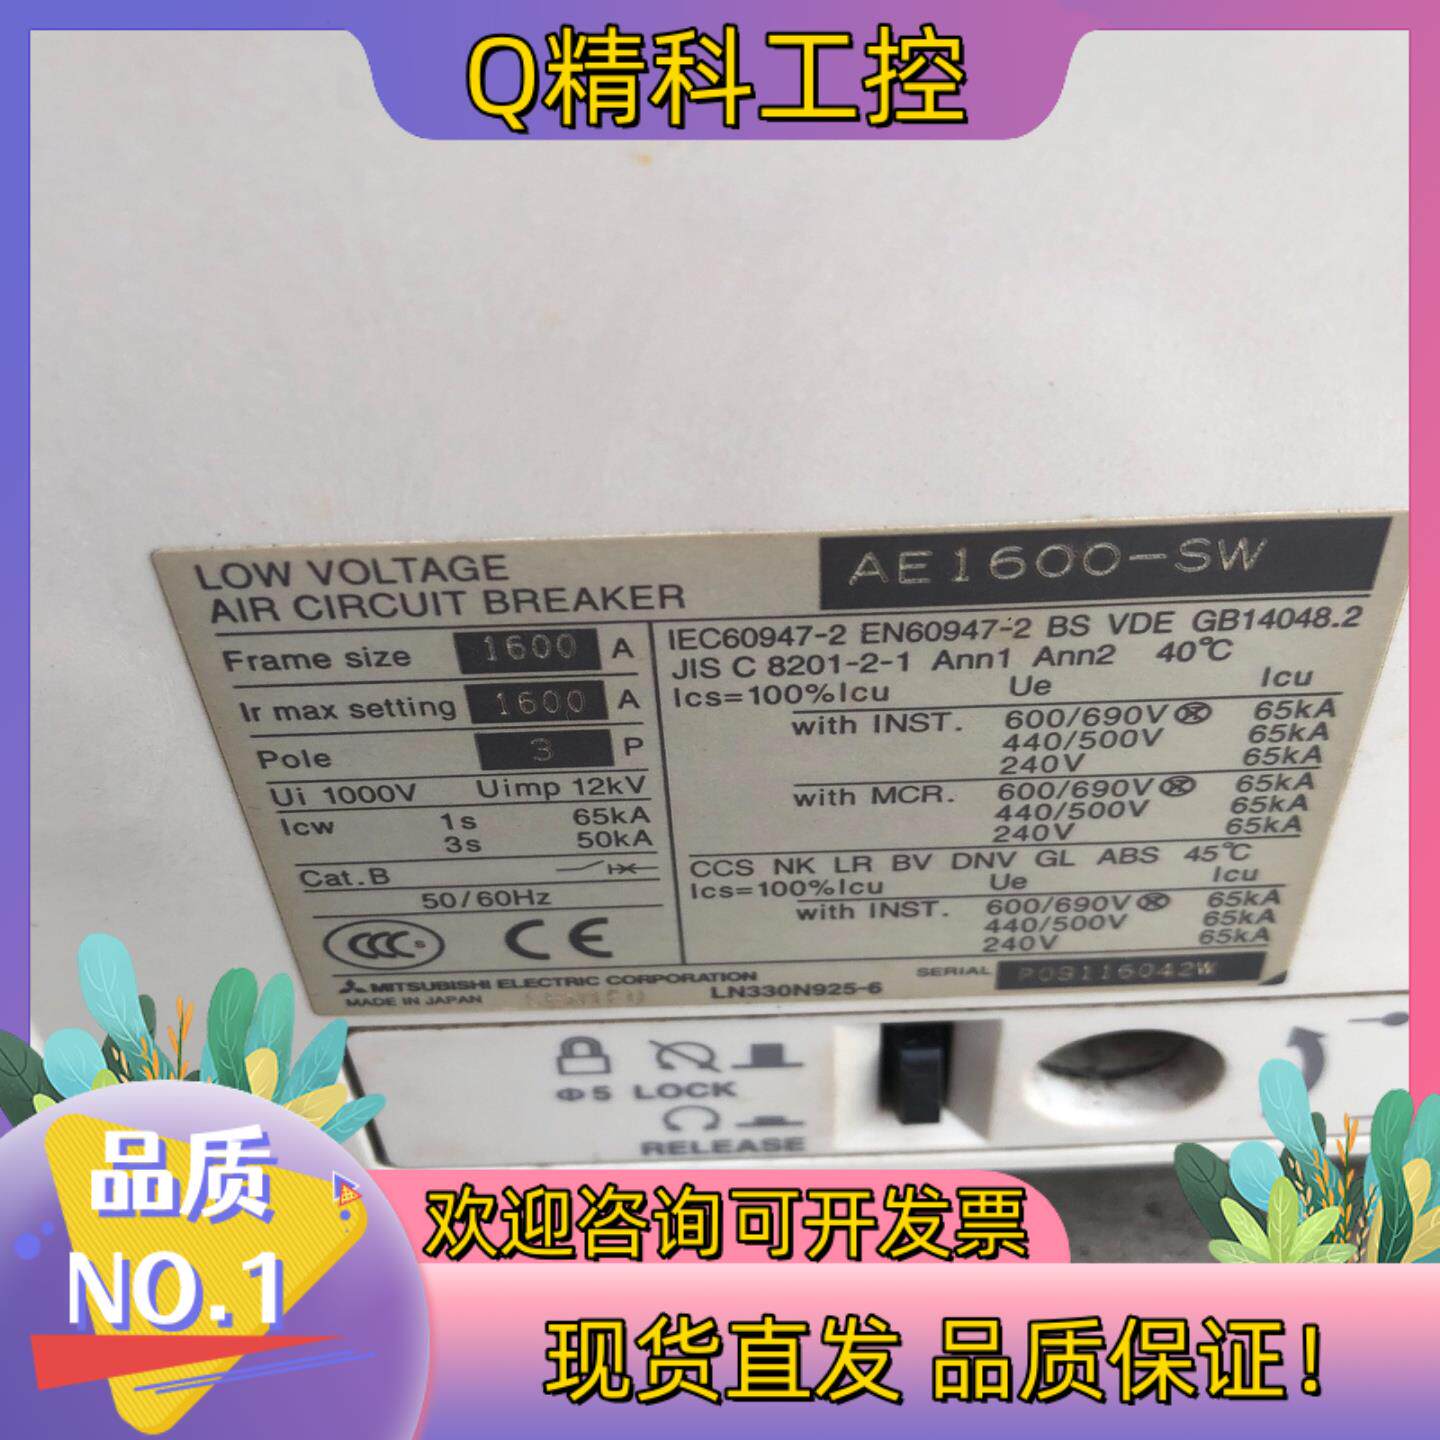 Q精科工控
LOW VOLTAGE
AIR CIRCUIT BREAKER
AE1600-SW
Frame size 1600 A
Ir max setting 1600 A
Pole 3 P
Ui 1000V Uimp 12kV
Icw 1s 65kA
3s 50kA
Cat.B
50/60Hz
CCC CE
IEC60947-2 EN60947-2 BS VDE GB14048.2
JIS C 8201-2-1 Ann1 Ann2 40℃
Ics=100%Icu Ue Icu
with INST. 600/690V 65kA
440/500V 65kA
240V 65kA
with MCR. 600/690V 65kA
440/500V 65kA
240V 65kA
CCS NK LR BV DNV GL ABS 45℃
Ics=100%Icu Ue Icu
with INST. 600/690V 65kA
440/500V 65kA
240V 65kA
MITSUBISHI ELECTRIC CORPORATION
MADE IN JAPAN
LN330N925-6
SERIAL
Φ5 LOCK
RELEASE
品质
NO.1
欢迎咨询可开发票
现货直发 品质保证!